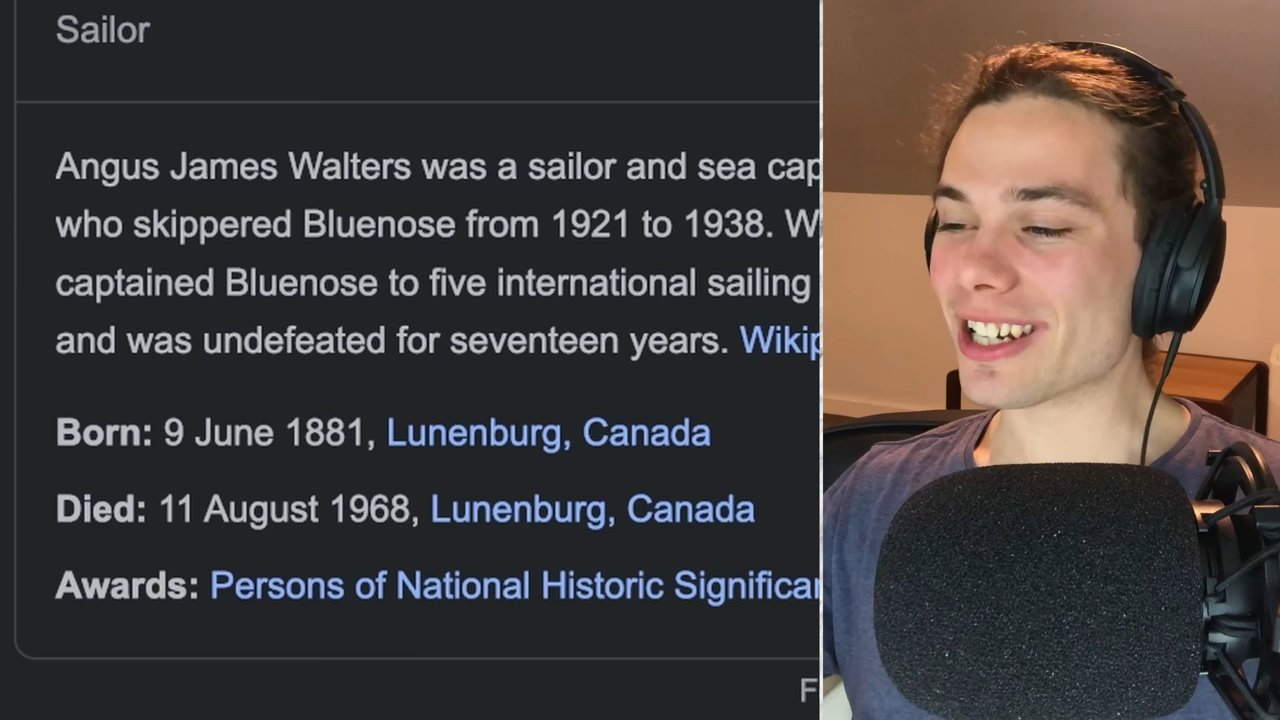 Sailor
Angus James Walters was a sailor and sea cap
who skippered Bluenose from 1921 to 1938. W
captained Bluenose to five international sailing
and was undefeated for seventeen years. Wikip
Born: 9 June 1881, Lunenburg, Canada
Died: 11 August 1968, Lunenburg, Canada
Awards: Persons of National Historic Significan
F